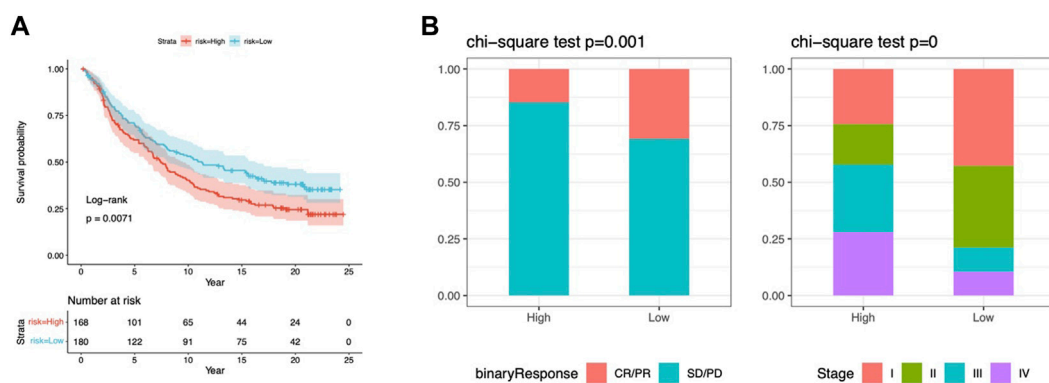 A
Strata risk=High risk=Low
1.00
0.75
0.50
0.25
0.00
Survival probability
Log-rank
p = 0.0071
0 5 10 15 20 25
Year
Number at risk
Strata
risk=High 168 101 65 44 24 0
risk=Low 180 122 91 75 42 0
0 5 10 15 20 25
Year
B
chi-square test p=0.001
1.00
0.75
0.50
0.25
0.00
High Low
binaryResponse CR/PR SD/PD
chi-square test p=0
1.00
0.75
0.50
0.25
0.00
High Low
Stage I II III IV